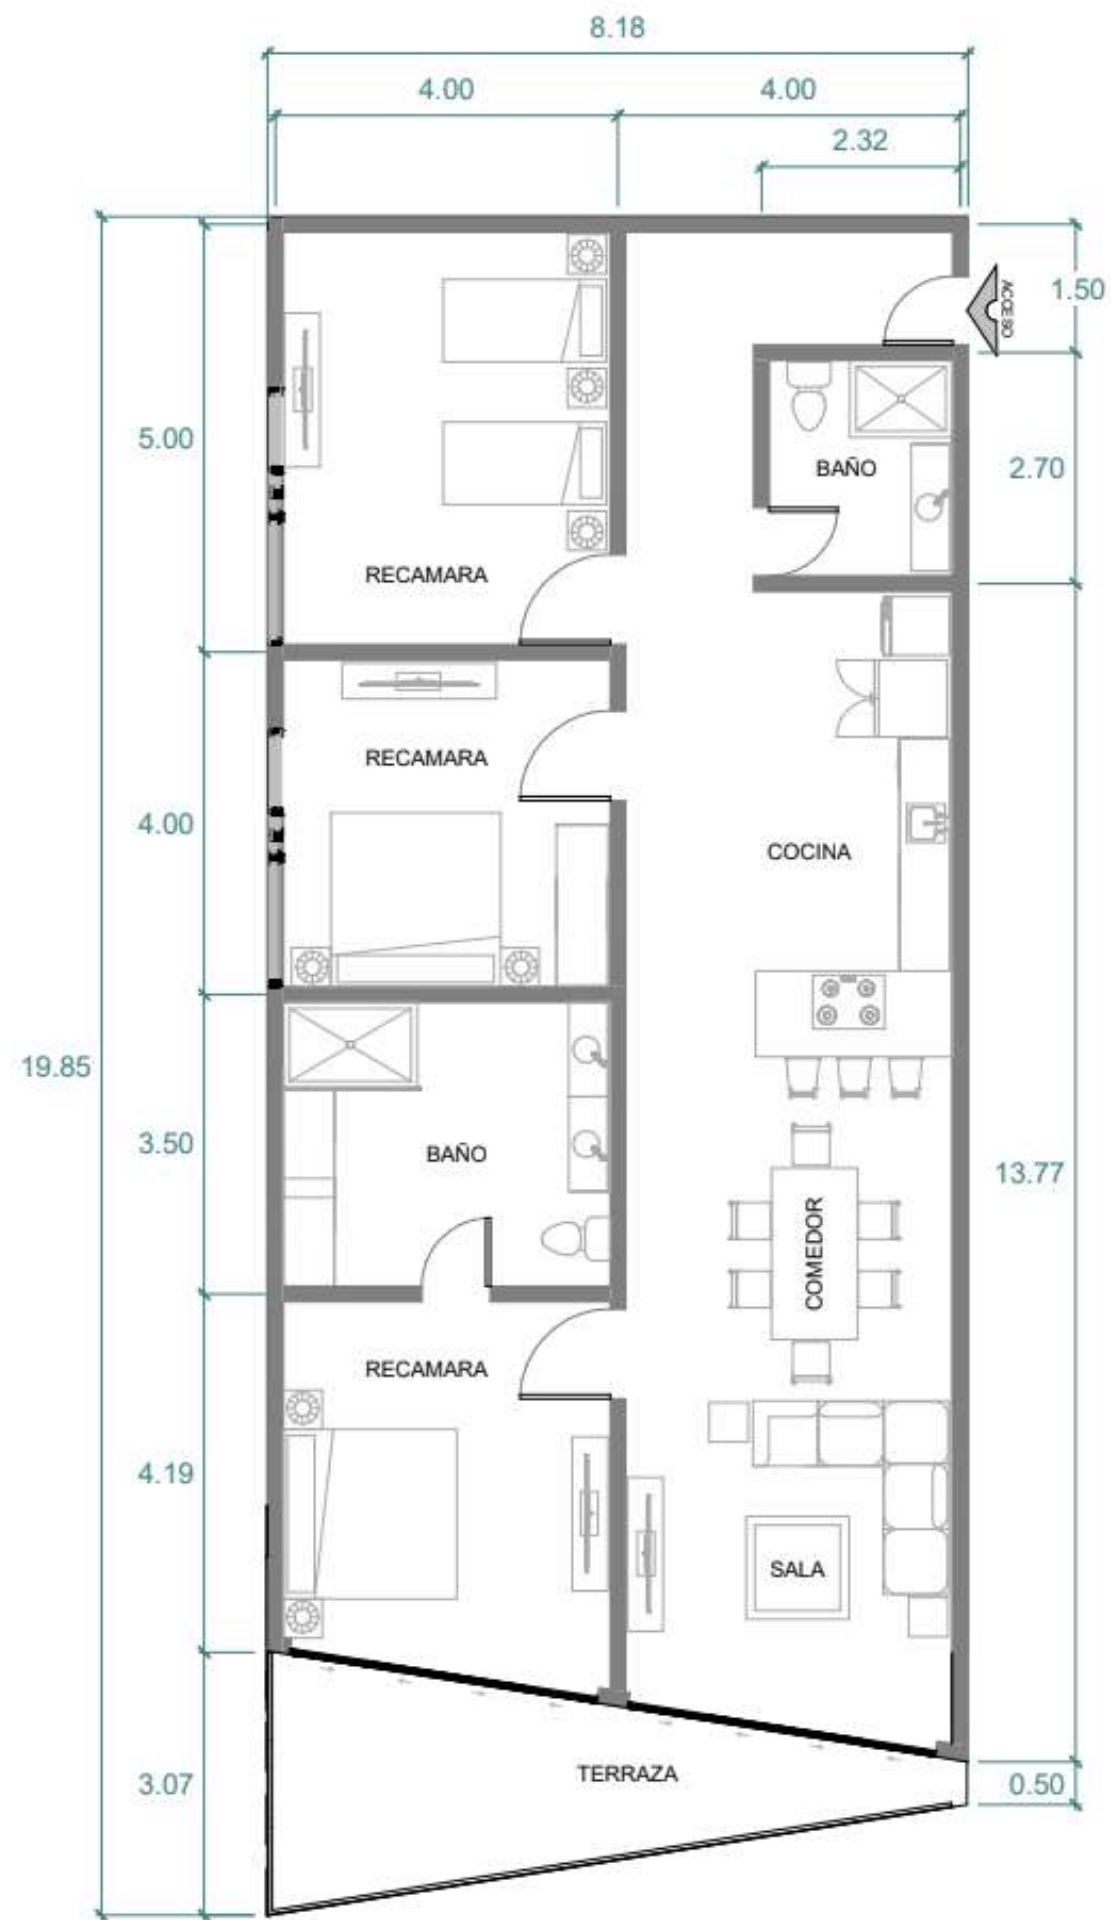 8.18
4.00
4.00
2.32
1.50
ACCESO
5.00
BAÑO
2.70
RECAMARA
RECAMARA
4.00
COCINA
19.85
3.50
BAÑO
13.77
COMEDOR
RECAMARA
4.19
SALA
TERRAZA
3.07
0.50